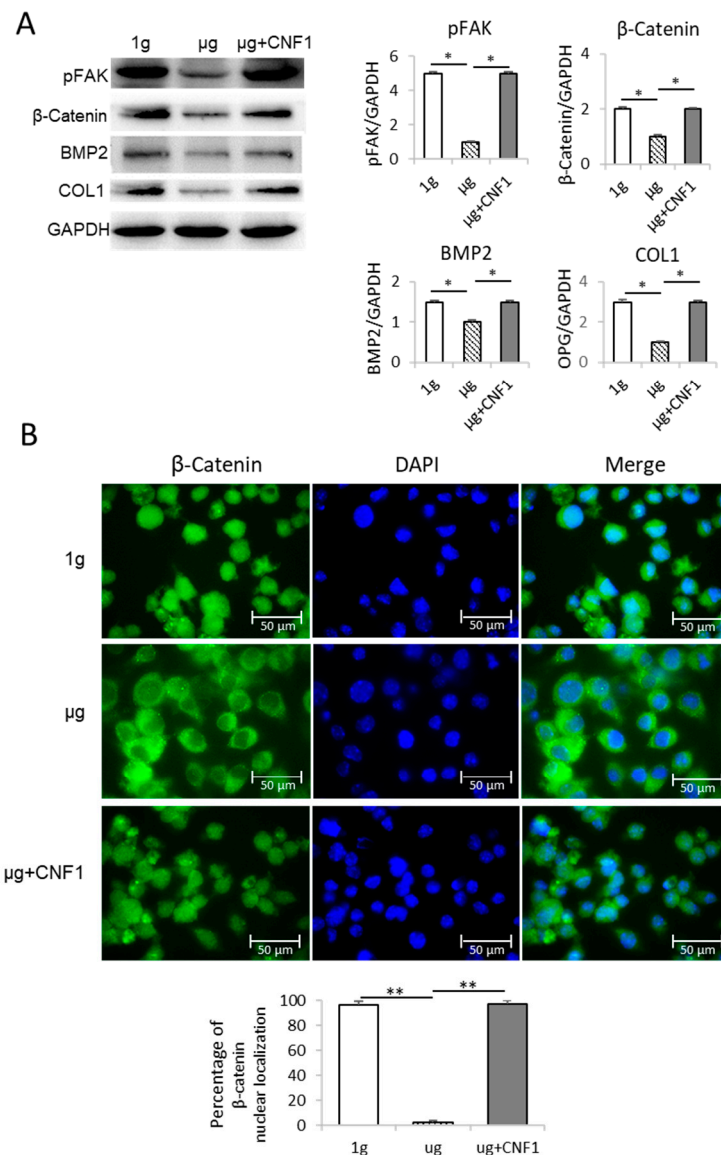 A
1g µg µg+CNF1
pFAK
β-Catenin
BMP2
COL1
GAPDH
pFAK
pFAK/GAPDH
6
4
2
0
* *
1g µg µg+CNF1
β-Catenin
β-Catenin/GAPDH
4
2
0
* *
1g µg µg+CNF1
BMP2
BMP2/GAPDH
2
1
0
* *
1g µg µg+CNF1
COL1
OPG/GAPDH
4
2
0
* *
1g µg µg+CNF1
B
β-Catenin DAPI Merge
1g
50 µm 50 µm 50 µm
µg
50 µm 50 µm 50 µm
µg+CNF1
50 µm 50 µm 50 µm
Percentage of
β-catenin
nuclear localization
100
80
60
40
20
0
** **
1g ug ug+CNF1